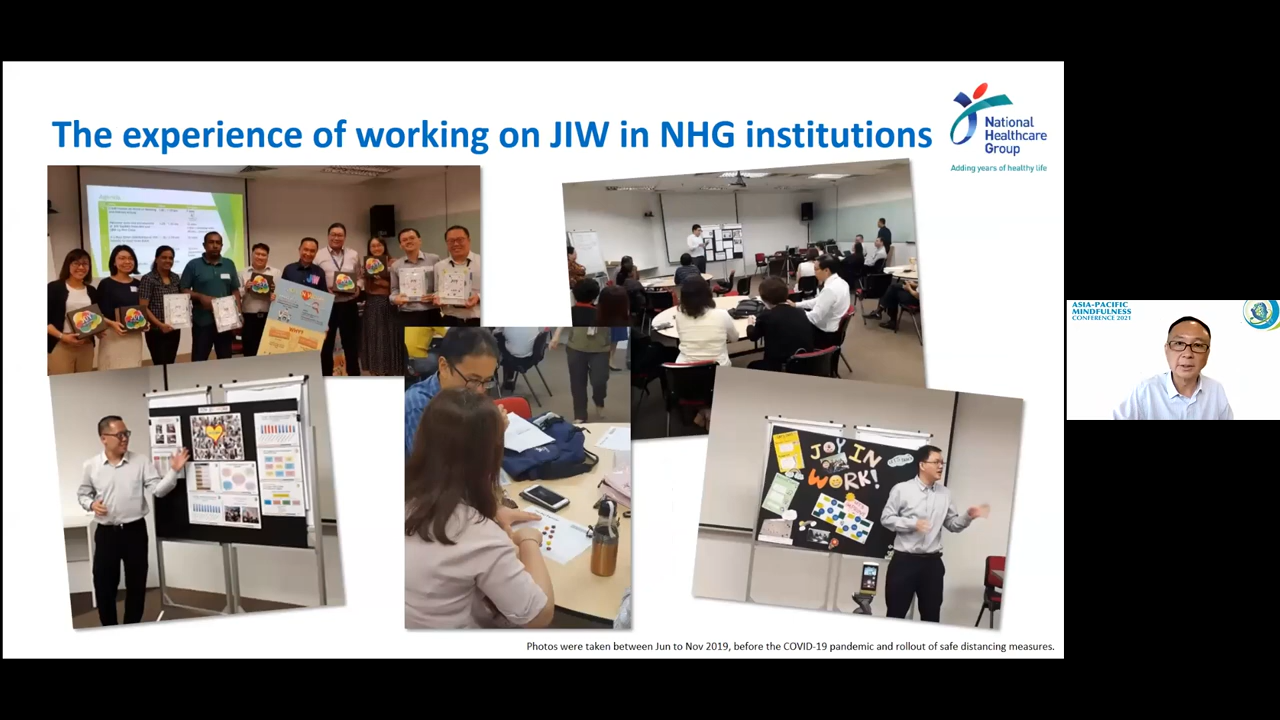 The experience of working on JIW in NHG institutions
National
Healthcare
Group
Adding years of healthy life
JOY IN
WORK!
Photos were taken between Jun to Nov 2019, before the COVID-19 pandemic and rollout of safe distancing measures.
ASIA-PACIFIC
MINDFULNESS
CONFERENCE 2021